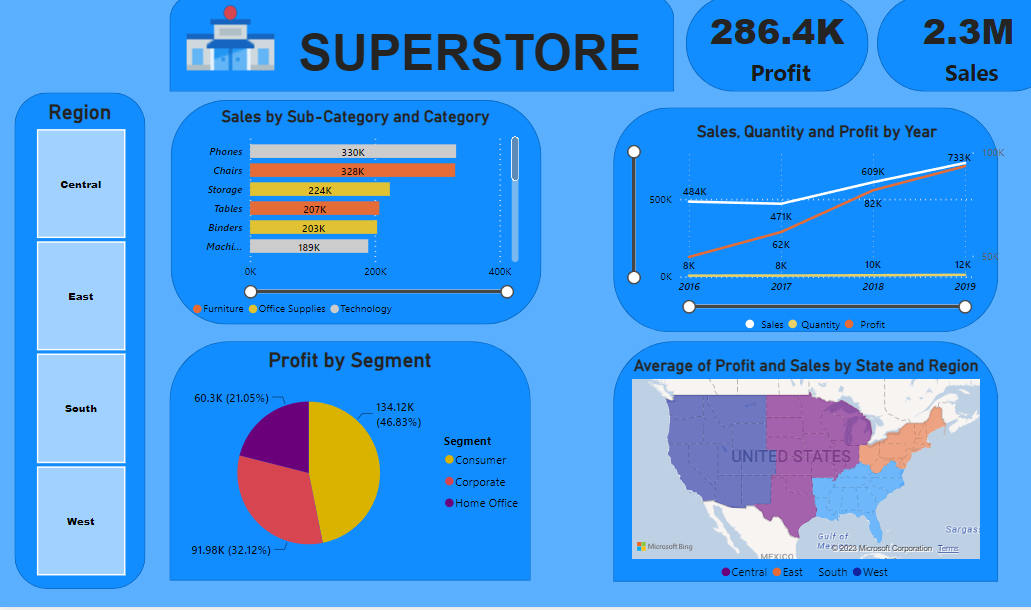 SUPERSTORE
286.4K
Profit
2.3M
Sales
Region
Central
East
South
West
Sales by Sub-Category and Category
Phones
330K
Chairs
328K
Storage
224K
Tables
207K
Binders
203K
Machi...
189K
0K
200K
400K
Furniture
Office Supplies
Technology
Sales, Quantity and Profit by Year
100K
733K
609K
484K
500K
82K
471K
62K
50K
8K
8K
10K
12K
0K
2016
2017
2018
2019
Sales
Quantity
Profit
Profit by Segment
60.3K (21.05%)
134.12K
(46.83%)
91.98K (32.12%)
Segment
Consumer
Corporate
Home Office
Average of Profit and Sales by State and Region
UNITED STATES
Gulf of
Sargas
MEXICO
Microsoft Bing
© 2023 Microsoft Corporation
Terms
Central
East
South
West